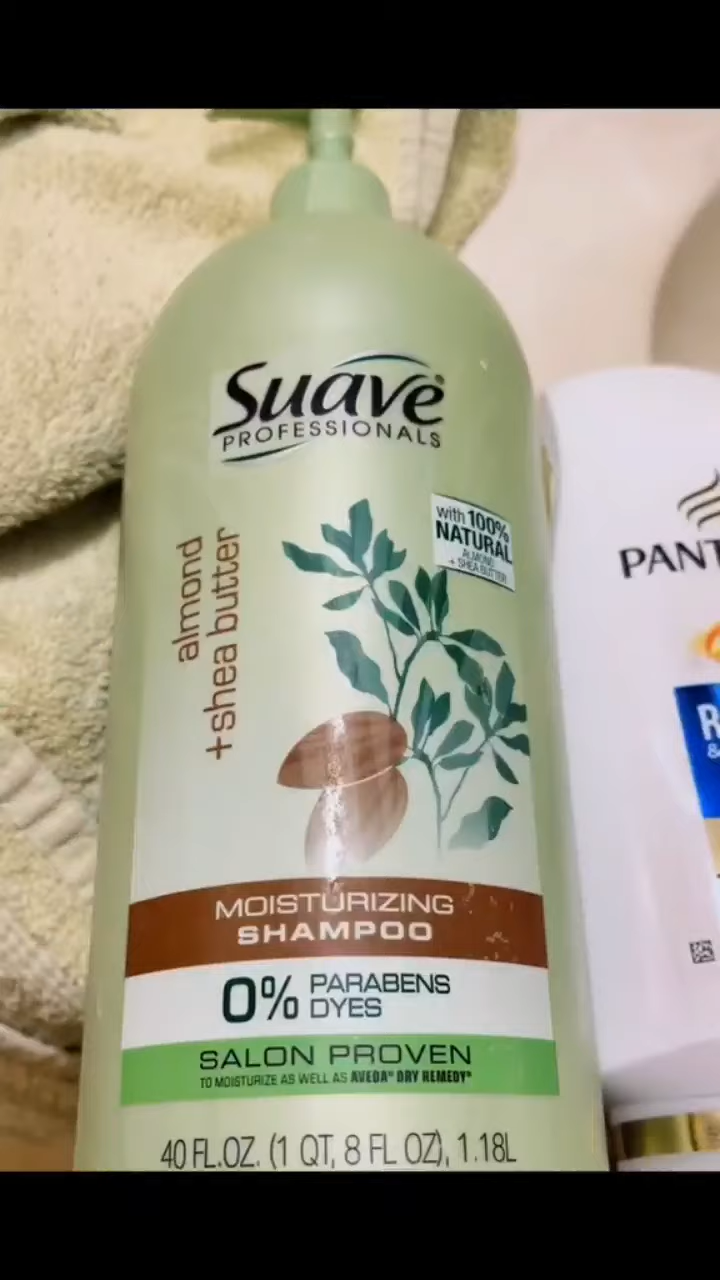 Suave
PROFESSIONALS
with 100%
NATURAL
ALMOND
+ SHEA BUTTER
almond
+shea butter
MOISTURIZING
SHAMPOO
0% PARABENS
DYES
SALON PROVEN
TO MOISTURIZE AS WELL AS AVEDA® DRY REMEDY®
40 FL.OZ. (1 QT, 8 FL OZ), 1.18L
PANT
R
&